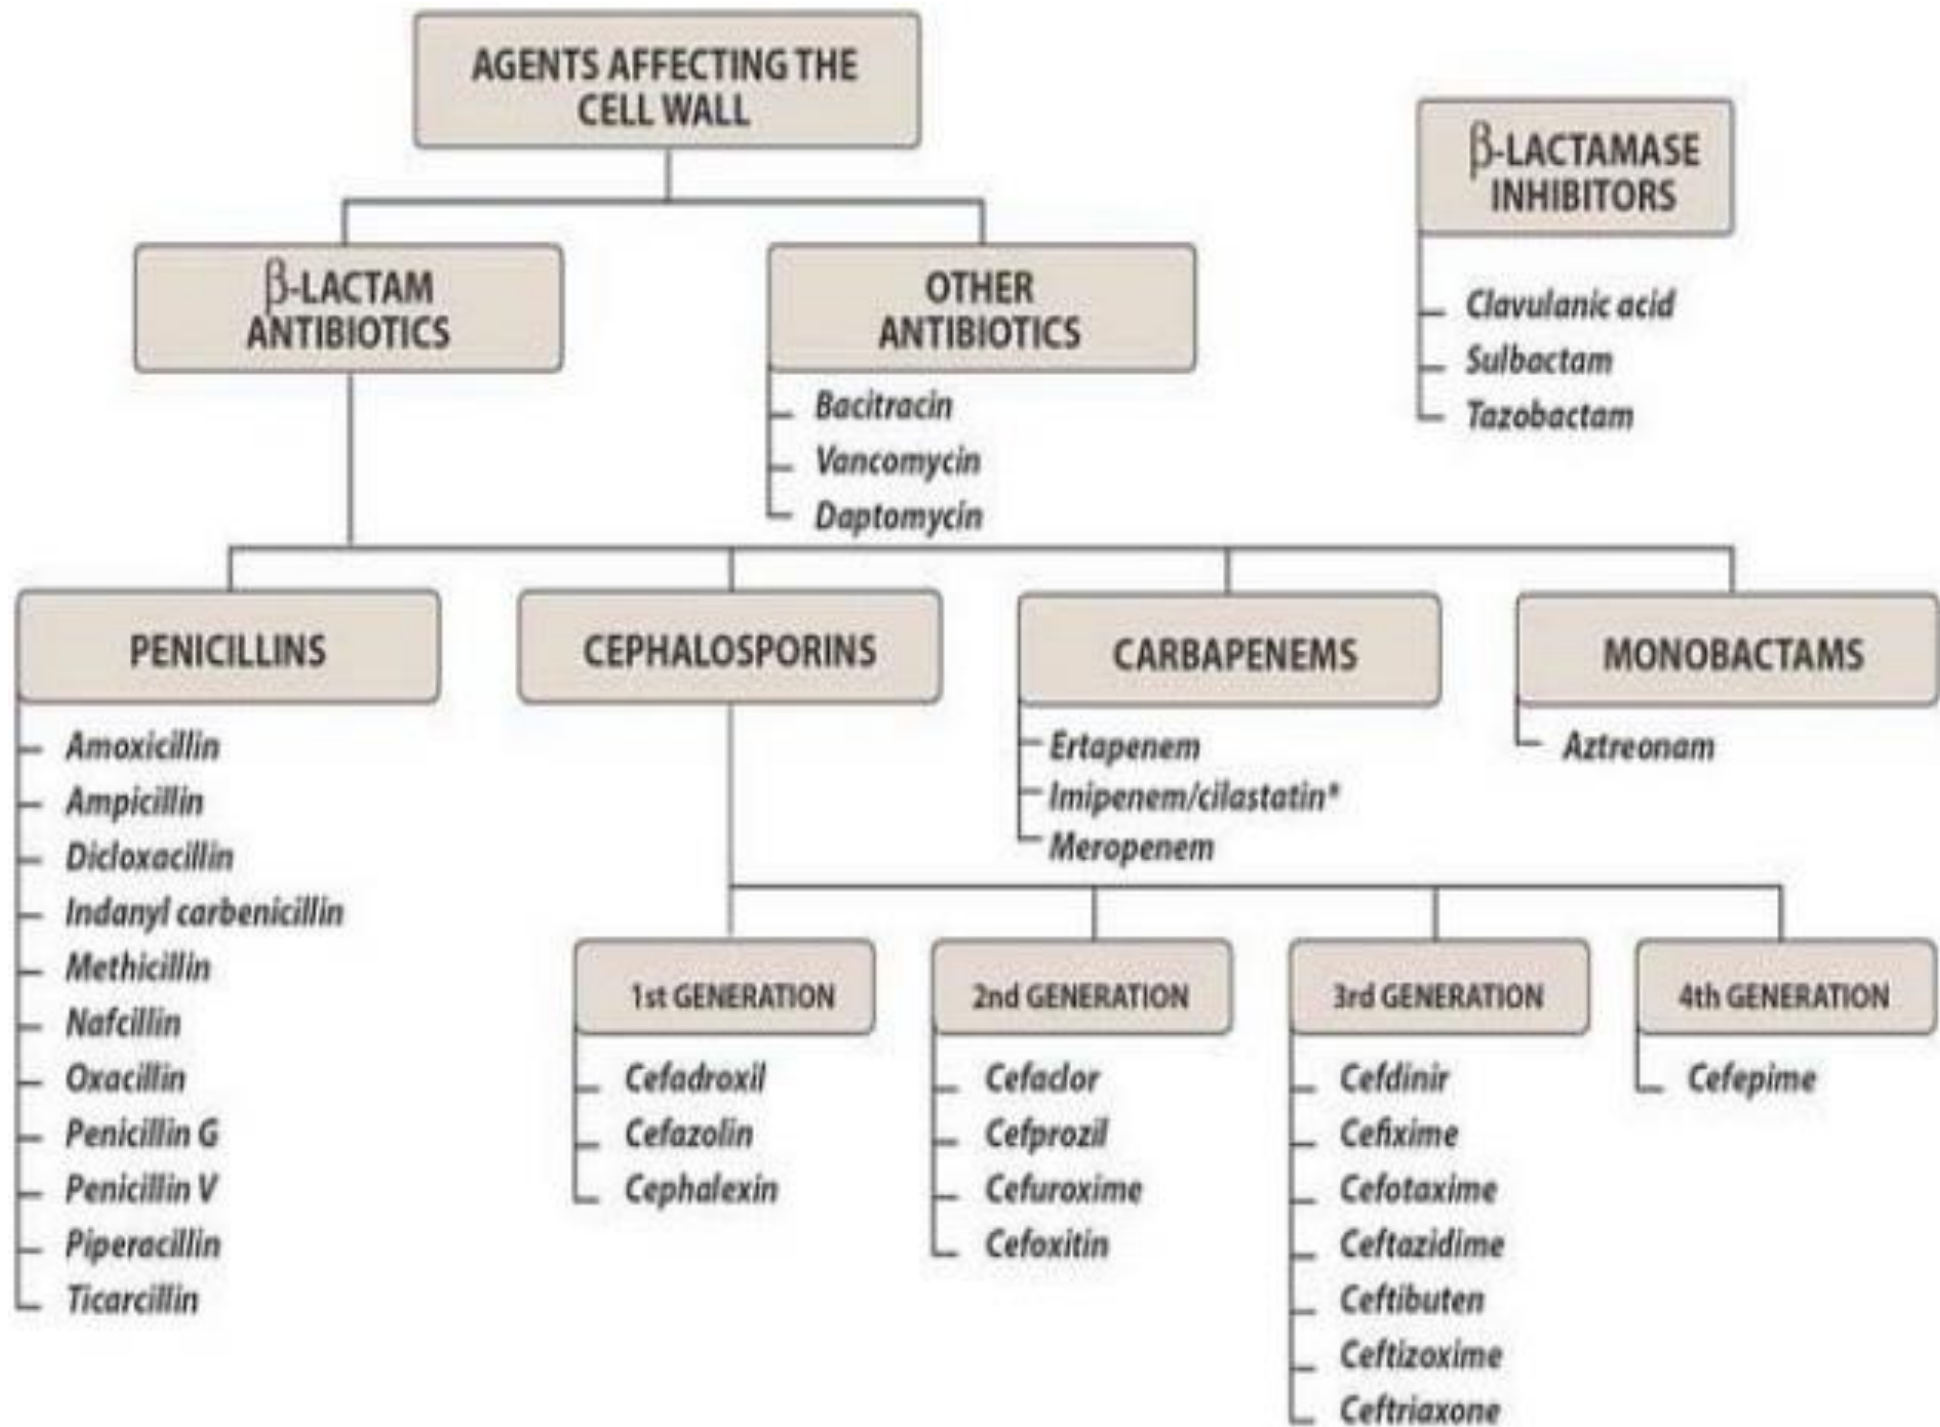 AGENTS AFFECTING THE
CELL WALL
β-LACTAMASE
INHIBITORS
Clavulanic acid
Sulbactam
Tazobactam
β-LACTAM
ANTIBIOTICS
OTHER
ANTIBIOTICS
Bacitracin
Vancomycin
Daptomycin
PENICILLINS
Amoxicillin
Ampicillin
Dicloxacillin
Indanyl carbenicillin
Methicillin
Nafcillin
Oxacillin
Penicillin G
Penicillin V
Piperacillin
Ticarcillin
CEPHALOSPORINS
CARBAPENEMS
Ertapenem
Imipenem/cilastatin*
Meropenem
MONOBACTAMS
Aztreonam
1st GENERATION
Cefadroxil
Cefazolin
Cephalexin
2nd GENERATION
Cefaclor
Cefprozil
Cefuroxime
Cefoxitin
3rd GENERATION
Cefdinir
Cefixime
Cefotaxime
Ceftazidime
Ceftibuten
Ceftizoxime
Ceftriaxone
4th GENERATION
Cefepime